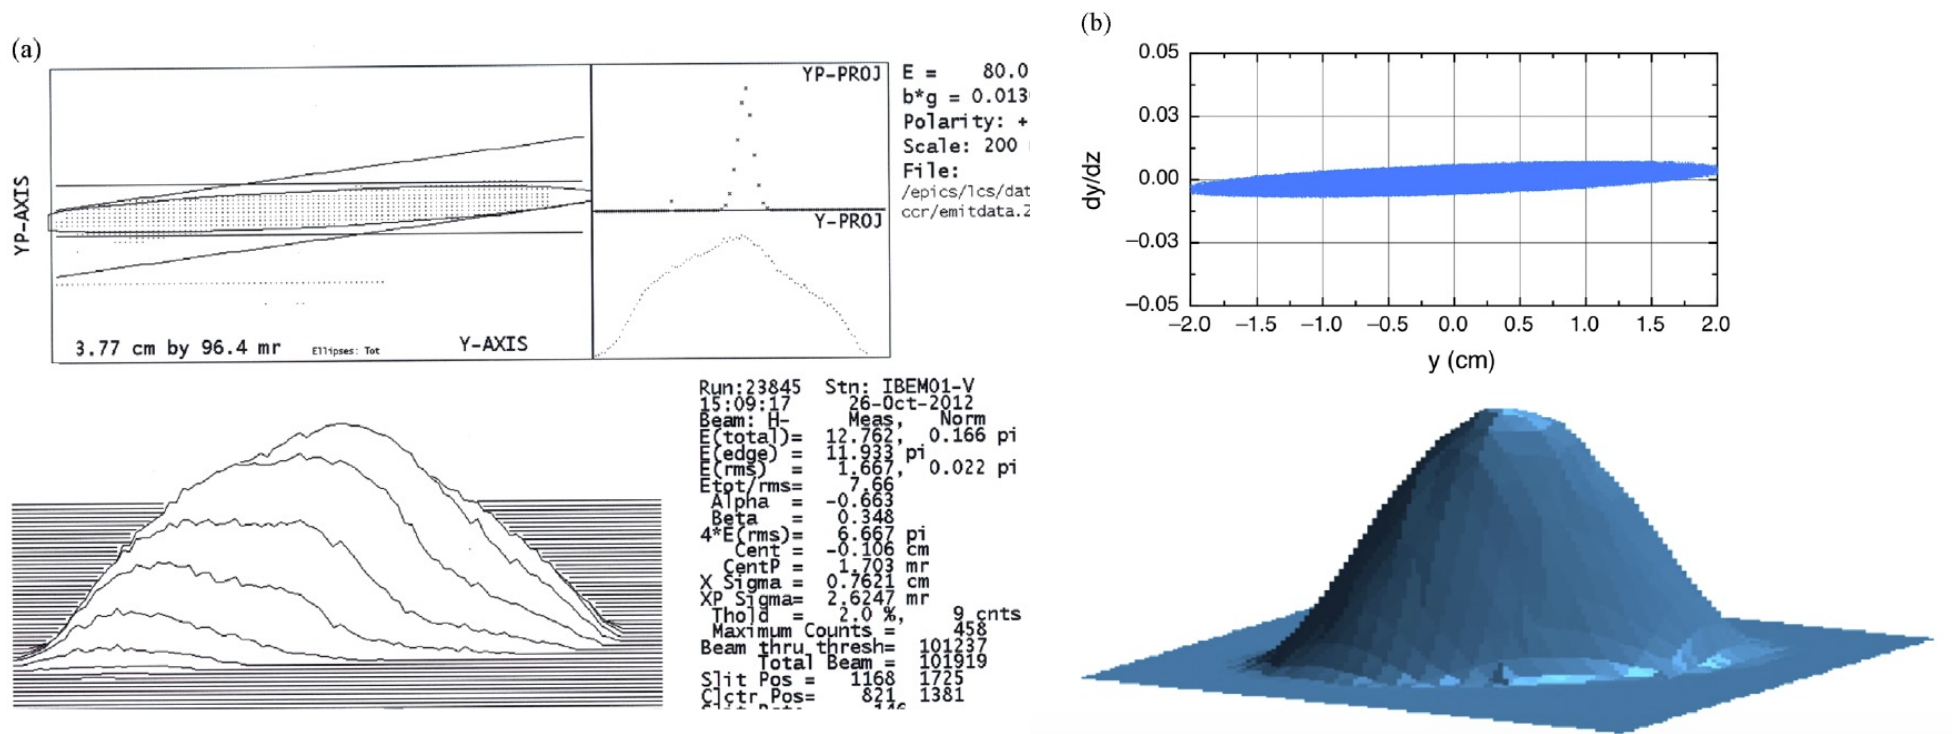 (a)
YP-AXIS
YP-PROJ
Y-PROJ
3.77 cm by 96.4 mr
Ellipses: Tot
Y-AXIS
E = 80.0
b*g = 0.013
Polarity: +
Scale: 200
File:
/epics/lcs/dat
ccr/emitdata.2
Run:23845 Stn: IBEM01-V
15:09:17 26-Oct-2012
Beam: H- Meas, Norm
E(total)= 12.762, 0.166 pi
E(edge) = 11.933 pi
E(rms) = 1.667, 0.022 pi
Etot/rms= 7.66
Alpha = -0.663
Beta = 0.348
4*E(rms)= 6.667 pi
Cent = -0.106 cm
CentP = 1.703 mr
X Sigma = 0.7621 cm
XP Sigma= 2.6247 mr
Thold = 2.0 %, 9 cnts
Maximum Counts = 458
Beam thru thresh= 101237
Total Beam = 101919
Slit Pos = 1168 1725
Clctr Pos= 821 1381
(b)
0.05
0.03
0.00
−0.03
−0.05
dy/dz
−2.0 −1.5 −1.0 −0.5 0.0 0.5 1.0 1.5 2.0
y (cm)